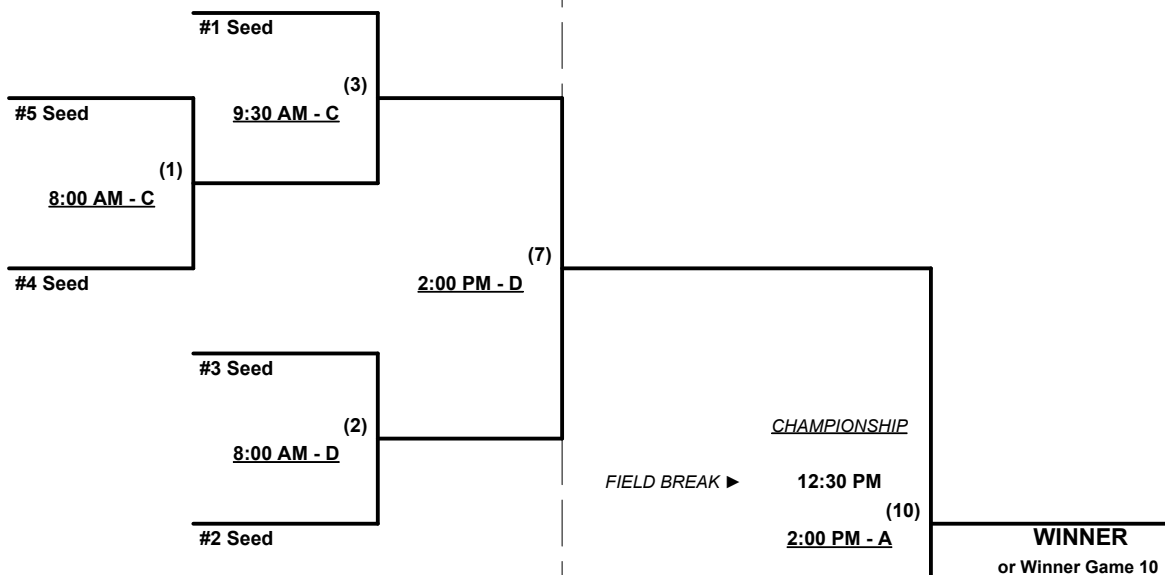 #1 Seed
(3)
#5 Seed
9:30 AM - C
(1)
8:00 AM - C
(7)
#4 Seed
2:00 PM - D
#3 Seed
(2)
CHAMPIONSHIP
8:00 AM - D
FIELD BREAK ► 12:30 PM
(10)
#2 Seed
2:00 PM - A
WINNER
or Winner Game 10